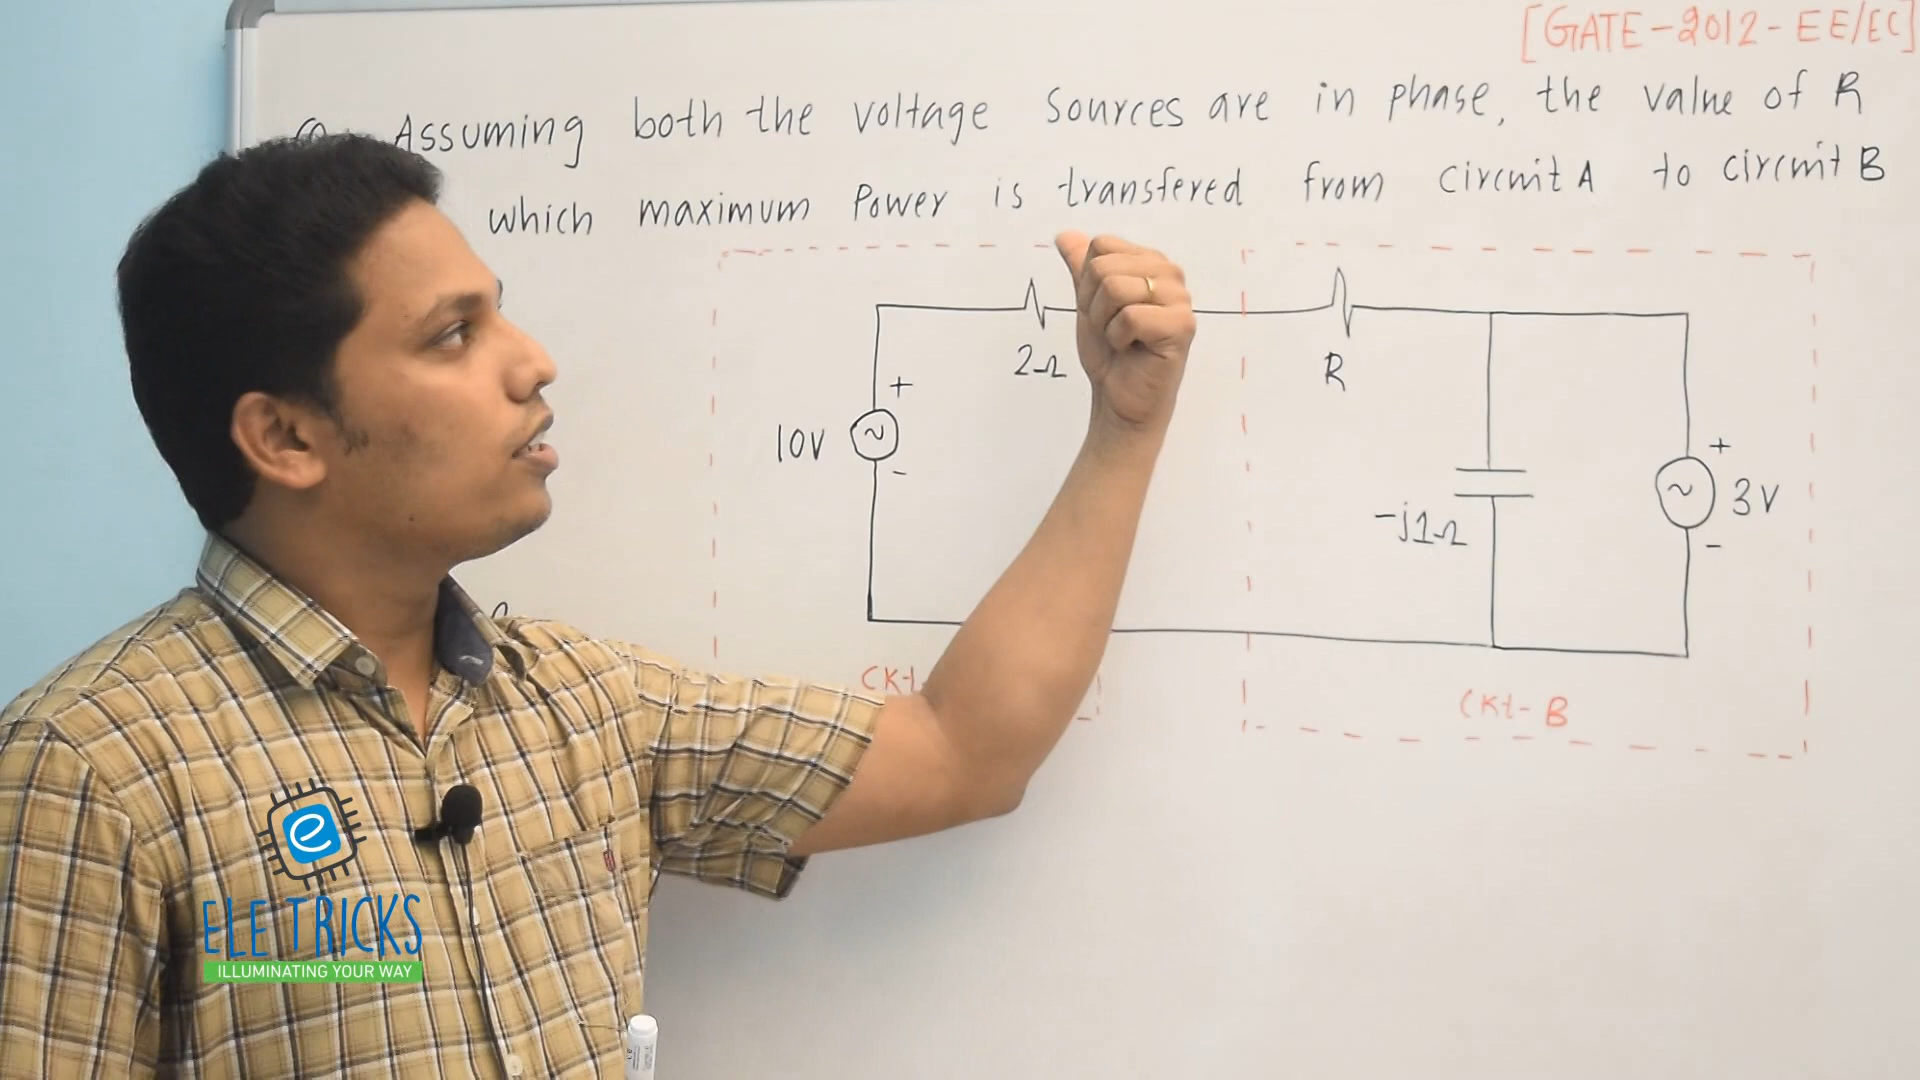 [GATE-2012-EE/EC]
Assuming both the voltage sources are in phase, the value of R
which maximum Power is transfered from circuit A to circuit B
2Ω
R
+
10V
-
+
3V
-
-j1Ω
Ckt-B
ELE TRICKS
ILLUMINATING YOUR WAY